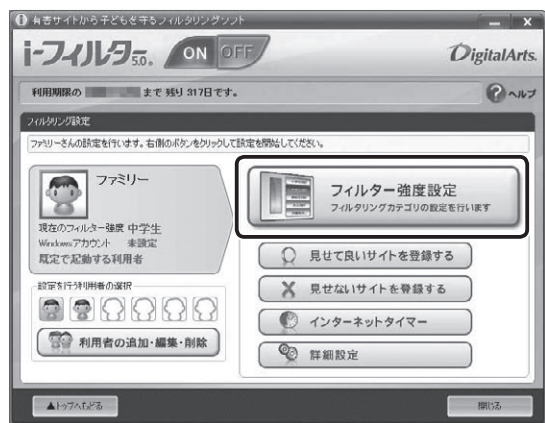 有害サイトから子どもを守るフィルタリングソフト
i-フィルター5.0.
ON OFF
DigitalArts.
利用期限の まで 残り 317日です。
ヘルプ
フィルタリング設定
ファミリーさんの設定を行います。右側のボタンをクリックして設定を開始してください。
ファミリー
現在のフィルター強度 中学生
Windowsアカウント 未設定
既定で起動する利用者
設定を行う利用者の選択
利用者の追加・編集・削除
フィルター強度設定
フィルタリングカテゴリの設定を行います
見せて良いサイトを登録する
見せないサイトを登録する
インターネットタイマー
詳細設定
▲トップへもどる
閉じる